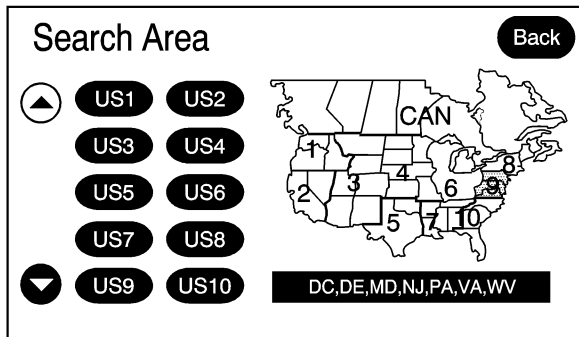 Search Area
Back
US1 US2
US3 US4
US5 US6
US7 US8
US9 US10
CAN
1
2
3
4
5
6
7
8
9
10
DC,DE,MD,NJ,PA,VA,WV